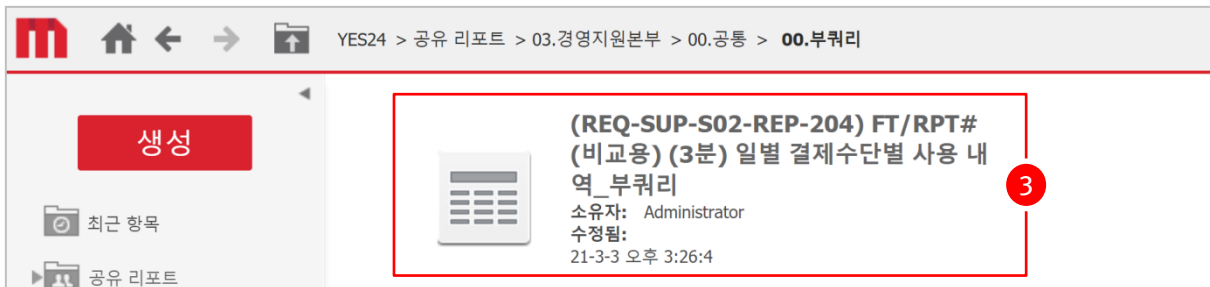 YES24 > 공유 리포트 > 03.경영지원본부 > 00.공통 > 00.부쿼리
생성
최근 항목
공유 리포트
(REQ-SUP-S02-REP-204) FT/RPT#
(비교용) (3분) 일별 결제수단별 사용 내
역_부쿼리
소유자: Administrator
수정됨:
21-3-3 오후 3:26:4
3